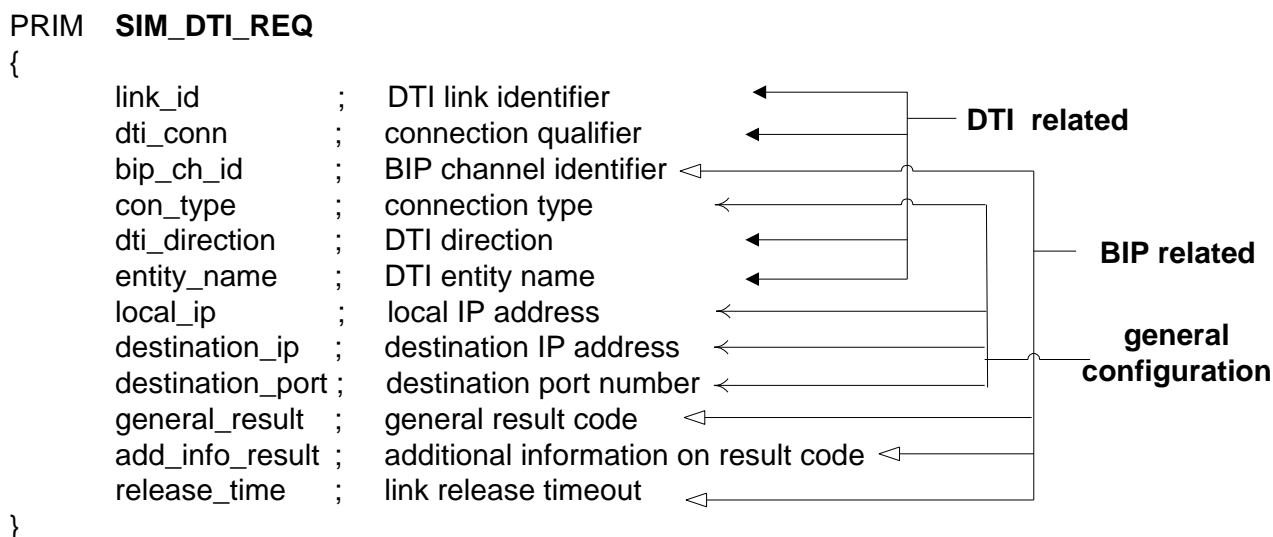 PRIM SIM_DTI_REQ
{
link_id ; DTI link identifier
dti_conn ; connection qualifier
bip_ch_id ; BIP channel identifier
con_type ; connection type
dti_direction ; DTI direction
entity_name ; DTI entity name
local_ip ; local IP address
destination_ip ; destination IP address
destination_port ; destination port number
general_result ; general result code
add_info_result ; additional information on result code
release_time ; link release timeout
}
DTI related
BIP related
general
configuration